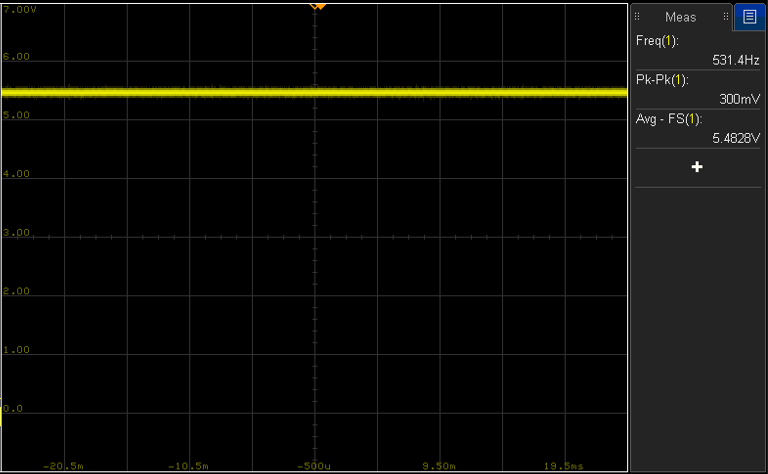 7.00V
6.00
5.00
4.00
3.00
2.00
1.00
0.0
-20.5m
-10.5m
-500u
9.50m
19.5ms
Meas
Freq(1):
531.4Hz
Pk-Pk(1):
300mV
Avg - FS(1):
5.4828V